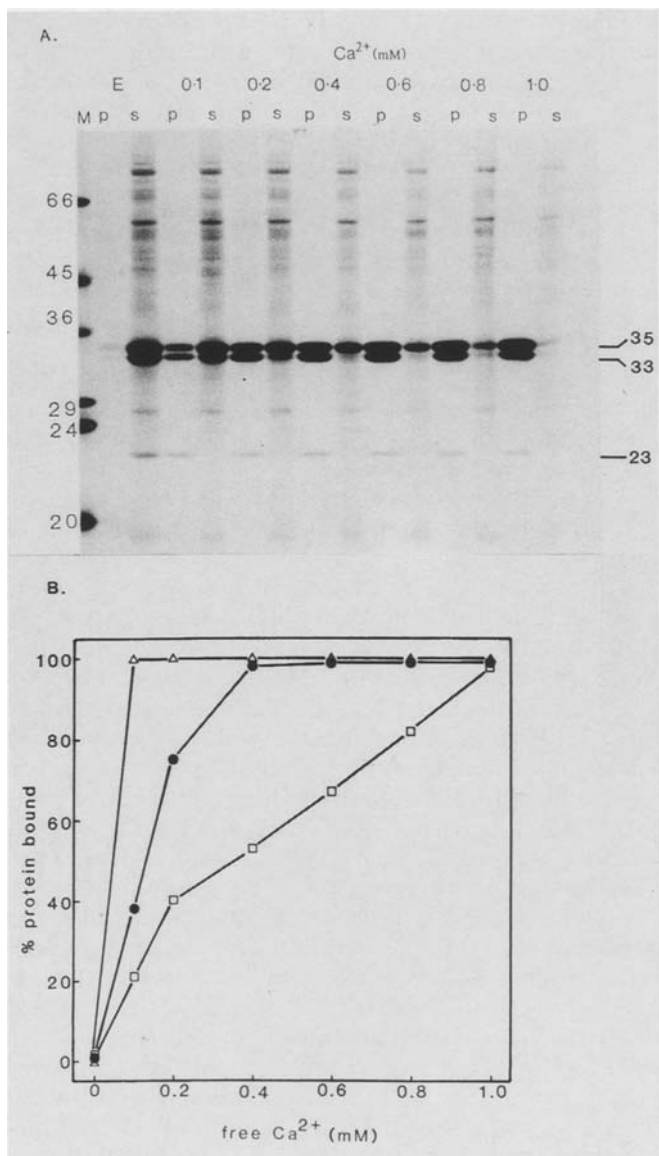 A.
Ca²⁺ (mM)
E 0·1 0·2 0·4 0·6 0·8 1·0
M p s p s p s p s p s p s p s
66
45
36
35
33
29
24
23
20
B.
100
80
60
40
20
0
% protein bound
0 0.2 0.4 0.6 0.8 1.0
free Ca²⁺ (mM)